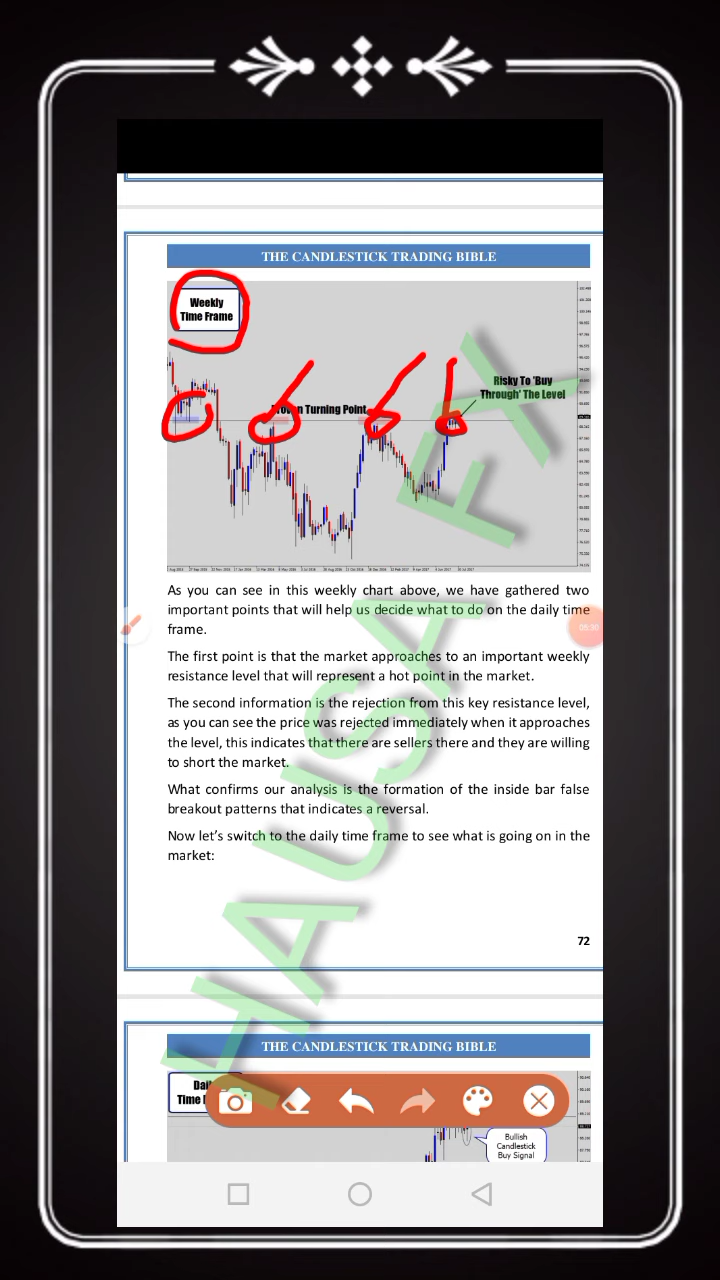 THE CANDLESTICK TRADING BIBLE
Weekly
Time Frame
Risky To 'Buy
Through' The Level
Turning Point
As you can see in this weekly chart above, we have gathered two
important points that will help us decide what to do on the daily time
frame.
09:30
The first point is that the market approaches to an important weekly
resistance level that will represent a hot point in the market.
The second information is the rejection from this key resistance level,
as you can see the price was rejected immediately when it approaches
the level, this indicates that there are sellers there and they are willing
to short the market.
What confirms our analysis is the formation of the inside bar false
breakout patterns that indicates a reversal.
Now let's switch to the daily time frame to see what is going on in the
market:
72
HAUSA FX
THE CANDLESTICK TRADING BIBLE
Time
Bullish
Candlestick
Buy Signal